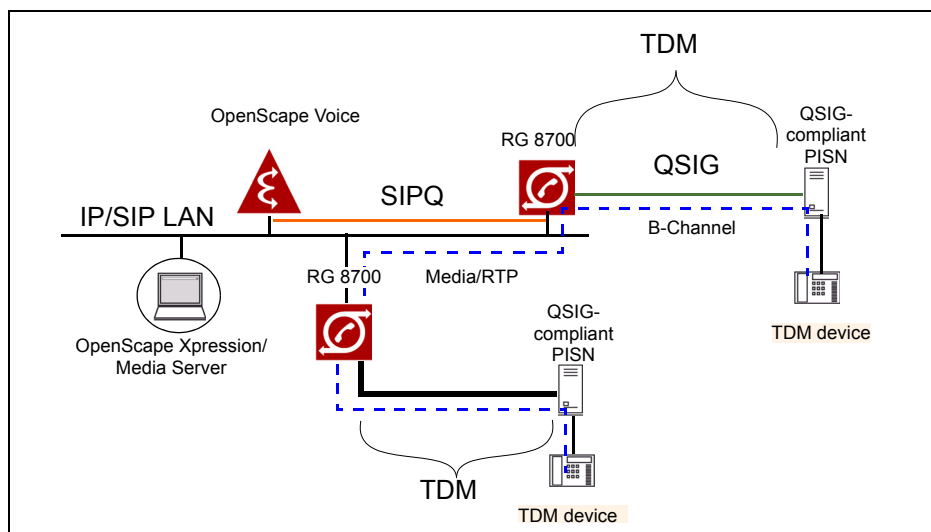 TDM
OpenScape Voice
QSIG-
compliant
PISN
RG 8700
QSIG
SIPQ
IP/SIP LAN
B-Channel
RG 8700
Media/RTP
QSIG-
compliant
PISN
TDM device
OpenScape Xpression/
Media Server
TDM
TDM device